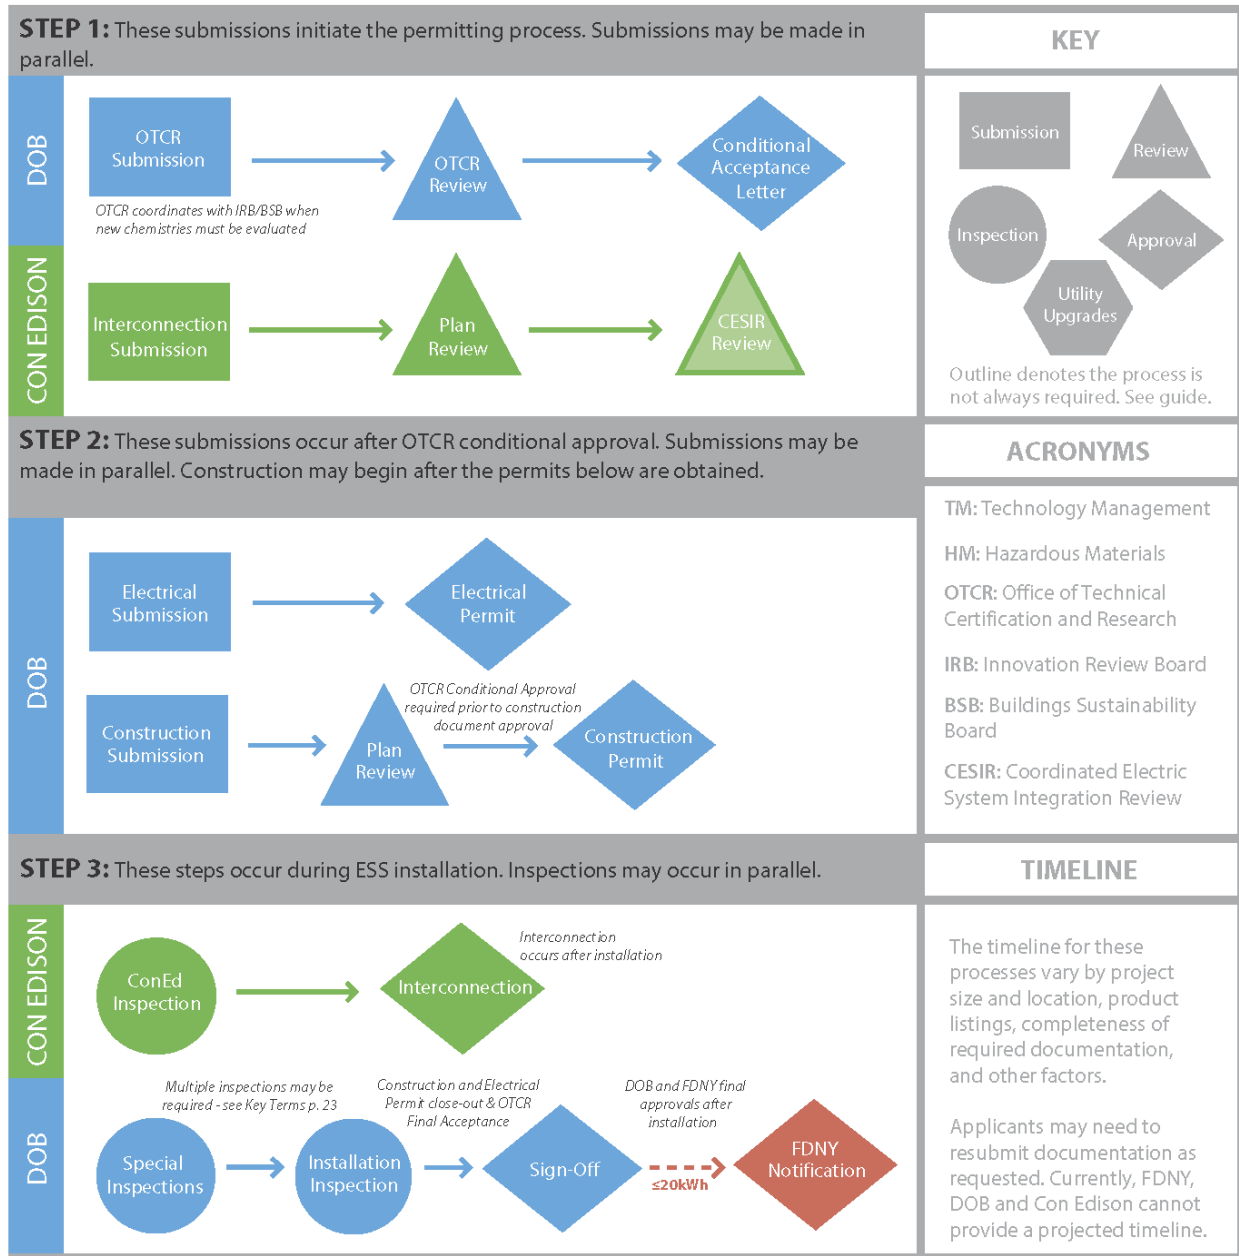 STEP 1: These submissions initiate the permitting process. Submissions may be made in
parallel.
KEY
DOB
OTCR
Submission
OTCR
Review
Conditional
Acceptance
Letter
OTCR coordinates with IRB/BSB when
new chemistries must be evaluated
CON EDISON
Interconnection
Submission
Plan
Review
CESIR
Review
Submission
Review
Inspection
Approval
Utility
Upgrades
Outline denotes the process is
not always required. See guide.
STEP 2: These submissions occur after OTCR conditional approval. Submissions may be
made in parallel. Construction may begin after the permits below are obtained.
ACRONYMS
DOB
Electrical
Submission
Electrical
Permit
Construction
Submission
Plan
Review
OTCR Conditional Approval
required prior to construction
document approval
Construction
Permit
TM: Technology Management
HM: Hazardous Materials
OTCR: Office of Technical
Certification and Research
IRB: Innovation Review Board
BSB: Buildings Sustainability
Board
CESIR: Coordinated Electric
System Integration Review
STEP 3: These steps occur during ESS installation. Inspections may occur in parallel.
TIMELINE
CON EDISON
ConEd
Inspection
Interconnection
Interconnection
occurs after installation
DOB
Multiple inspections may be
required - see Key Terms p. 23
Construction and Electrical
Permit close-out & OTCR
Final Acceptance
DOB and FDNY final
approvals after
installation
Special
Inspections
Installation
Inspection
Sign-Off
≤20kWh
FDNY
Notification
The timeline for these
processes vary by project
size and location, product
listings, completeness of
required documentation,
and other factors.
Applicants may need to
resubmit documentation as
requested. Currently, FDNY,
DOB and Con Edison cannot
provide a projected timeline.